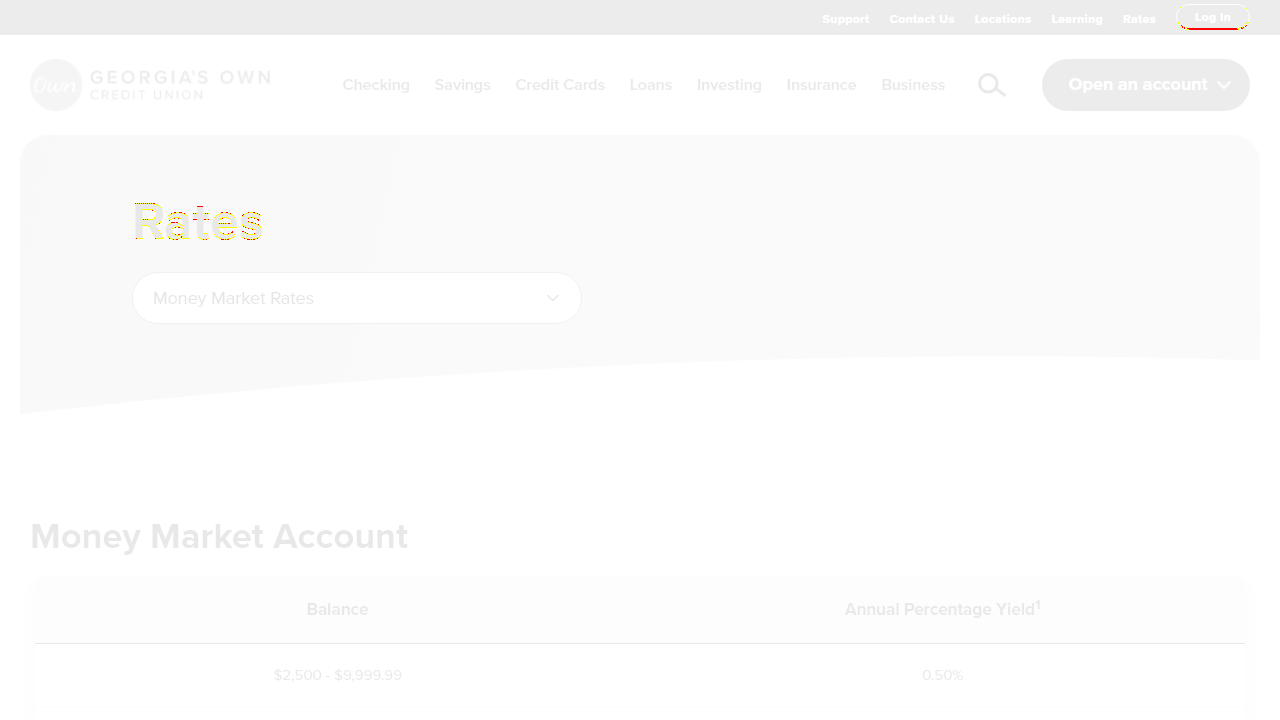 Support Contact Us Locations Learning Rates Log In
Own GEORGIA'S OWN
CREDIT UNION
Checking Savings Credit Cards Loans Investing Insurance Business Open an account
Rates
Money Market Rates
Money Market Account
Balance Annual Percentage Yield1
$2,500 - $9,999.99 0.50%